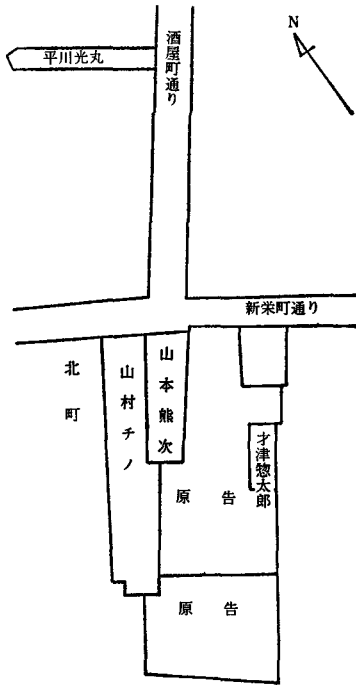 N
酒屋町通り
平川光丸
新栄町通り
北町
山村チノ
山本熊次
才津惣太郎
原告
原告